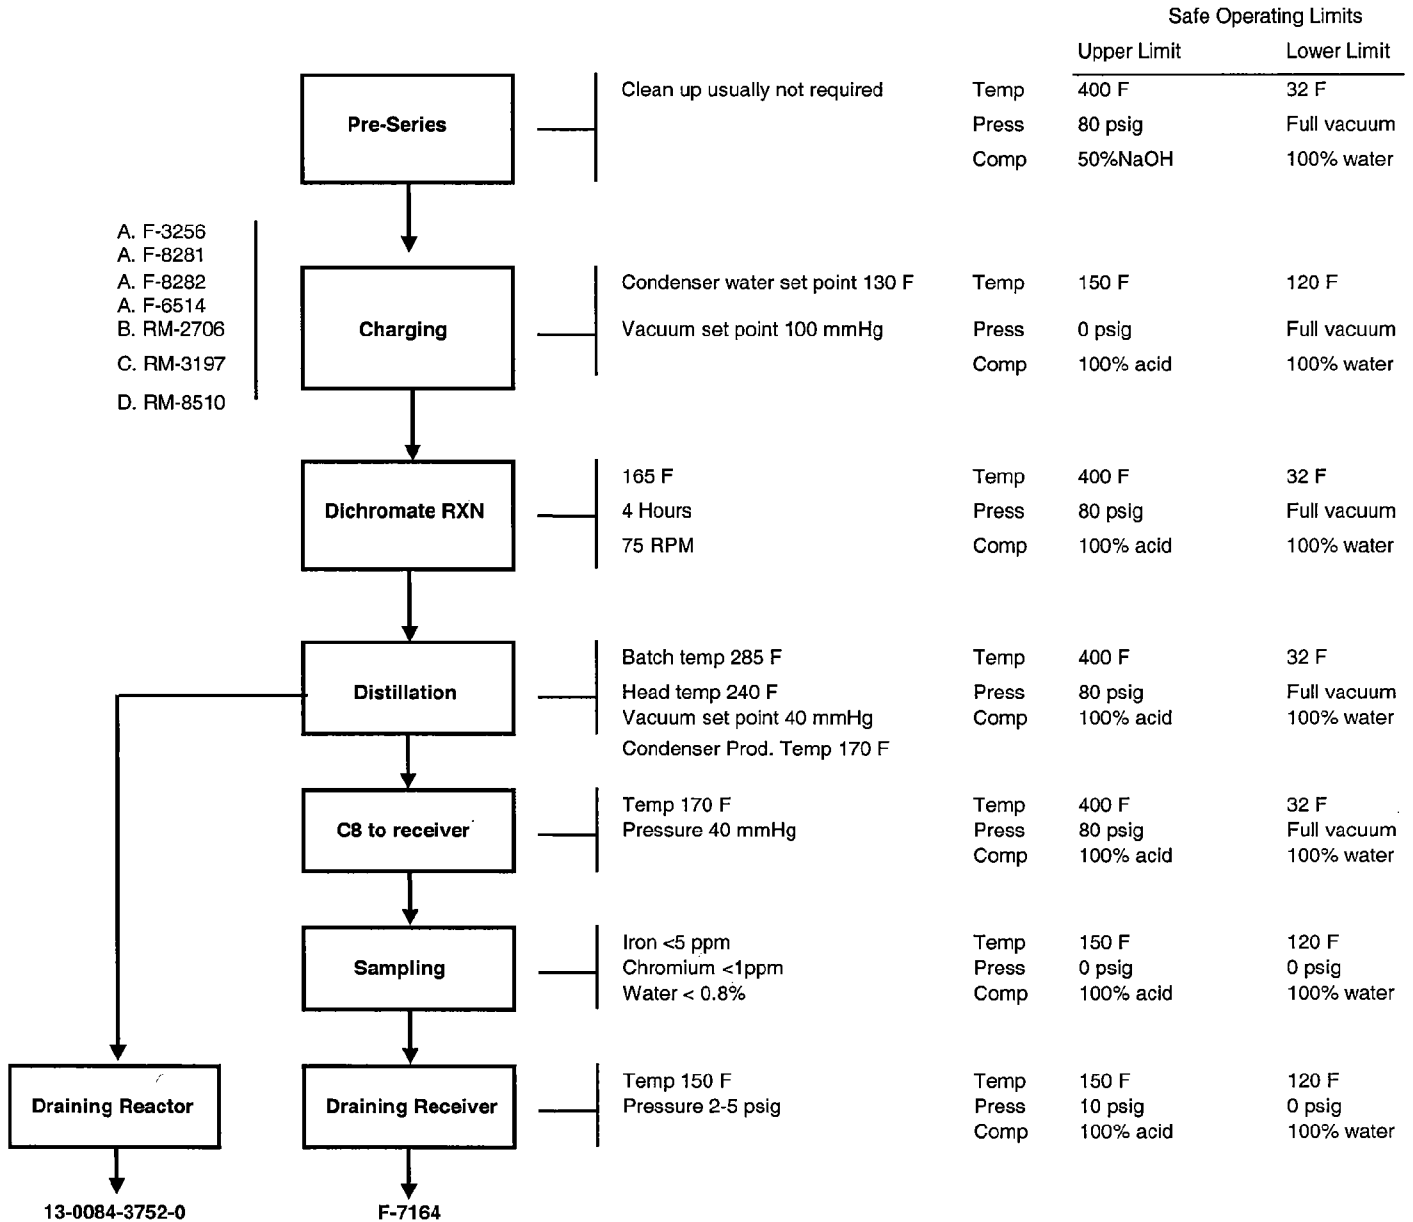 Safe Operating Limits
Upper Limit Lower Limit
Pre-Series
Clean up usually not required Temp 400 F 32 F
Press 80 psig Full vacuum
Comp 50%NaOH 100% water
A. F-3256
A. F-8281
A. F-8282
A. F-6514
B. RM-2706
C. RM-3197
D. RM-8510
Charging
Condenser water set point 130 F Temp 150 F 120 F
Vacuum set point 100 mmHg Press 0 psig Full vacuum
Comp 100% acid 100% water
Dichromate RXN
165 F Temp 400 F 32 F
4 Hours Press 80 psig Full vacuum
75 RPM Comp 100% acid 100% water
Distillation
Batch temp 285 F Temp 400 F 32 F
Head temp 240 F Press 80 psig Full vacuum
Vacuum set point 40 mmHg Comp 100% acid 100% water
Condenser Prod. Temp 170 F
C8 to receiver
Temp 170 F Temp 400 F 32 F
Pressure 40 mmHg Press 80 psig Full vacuum
Comp 100% acid 100% water
Sampling
Iron <5 ppm Temp 150 F 120 F
Chromium <1ppm Press 0 psig 0 psig
Water < 0.8% Comp 100% acid 100% water
Draining Reactor
Draining Receiver
Temp 150 F Temp 150 F 120 F
Pressure 2-5 psig Press 10 psig 0 psig
Comp 100% acid 100% water
13-0084-3752-0
F-7164